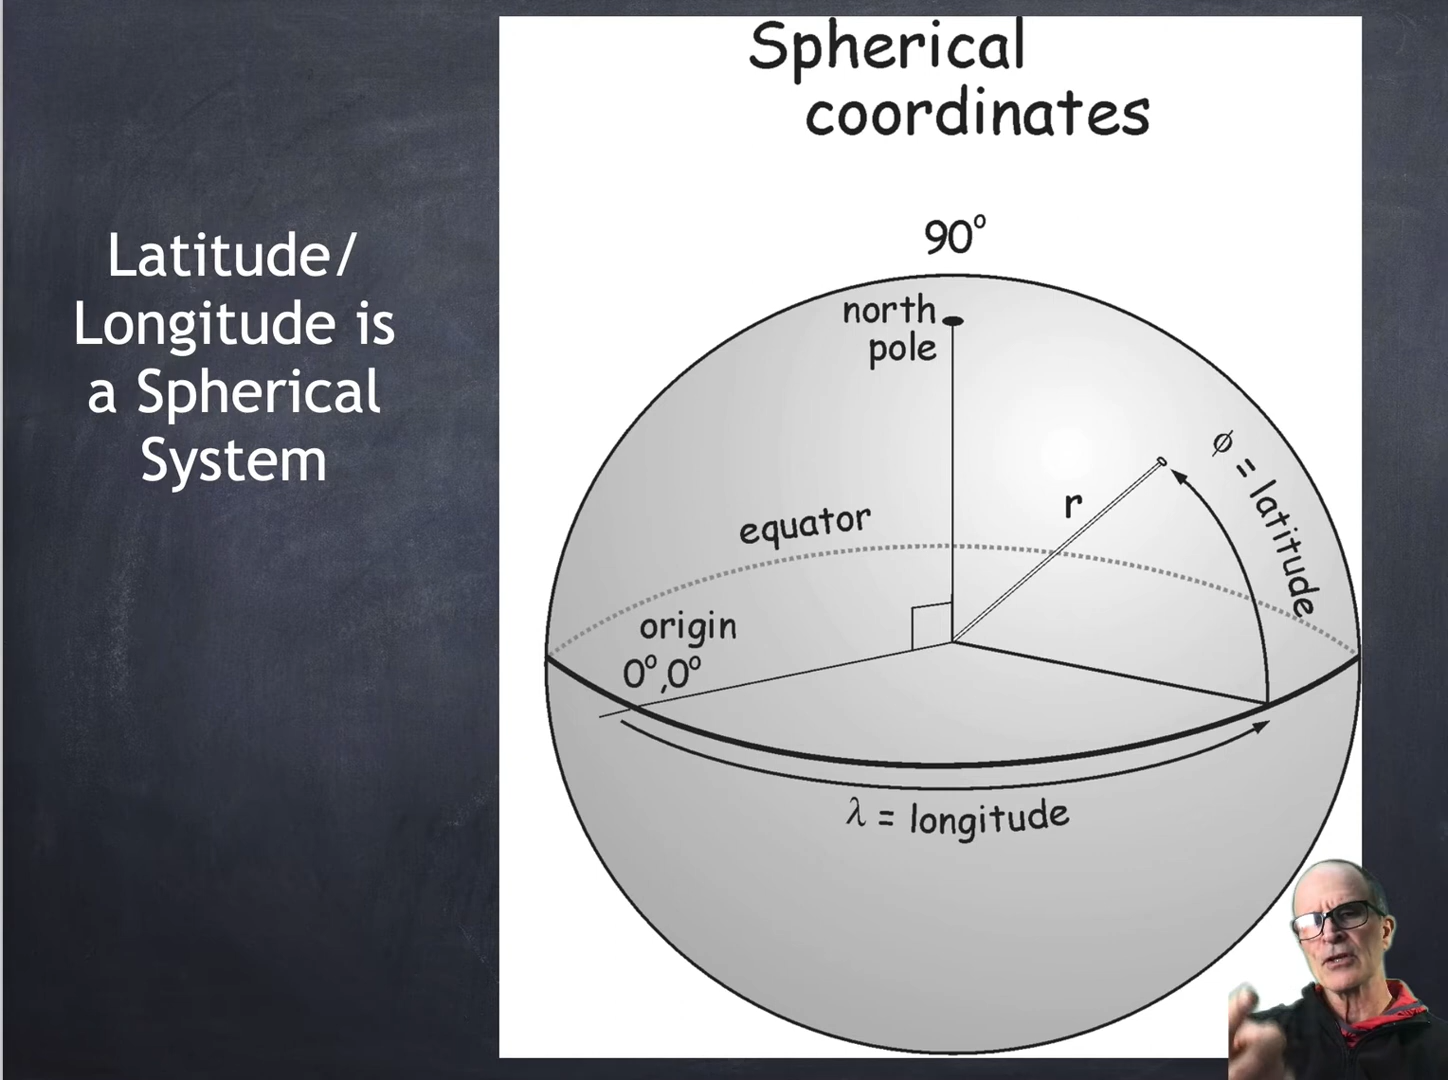 Latitude/
Longitude is
a Spherical
System
Spherical
coordinates
90°
north
pole
r
ϕ = latitude
equator
origin
0°,0°
λ = longitude